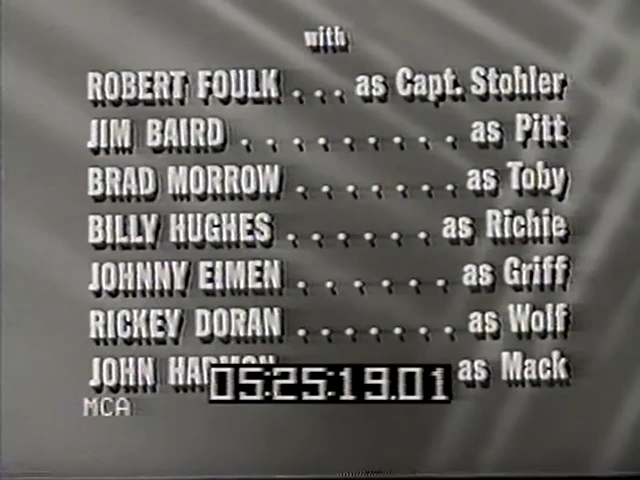 with
ROBERT FOULK . . . as Capt. Stohler
JIM BAIRD . . . . . . . . . as Pitt
BRAD MORROW . . . . . . . as Toby
BILLY HUGHES . . . . . . as Richie
JOHNNY EIMEN . . . . . . as Griff
RICKEY DORAN . . . . . . . as Wolf
JOHN as Mack
05:25:19.01
MCA